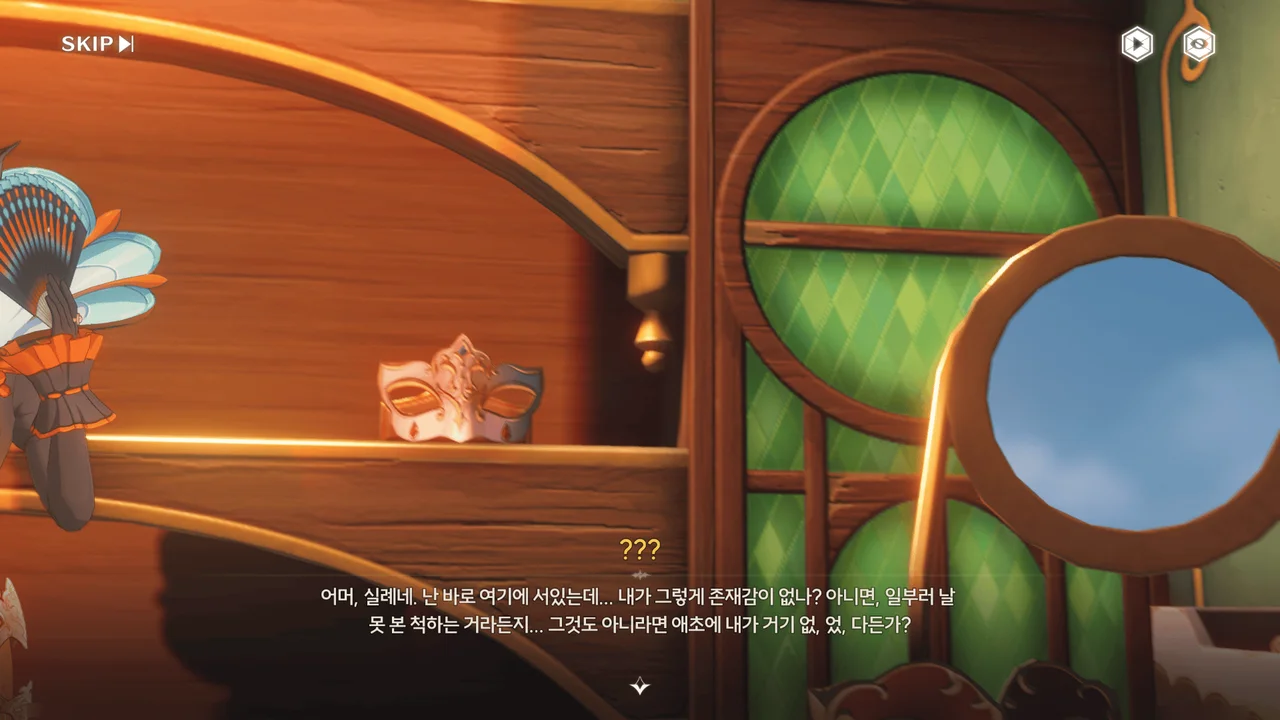 SKIP
???
어머, 실례네. 난 바로 여기에 서있는데... 내가 그렇게 존재감이 없나? 아니면, 일부러 날
못 본 척하는 거라든지... 그것도 아니라면 애초에 내가 거기 없, 었, 다든가?